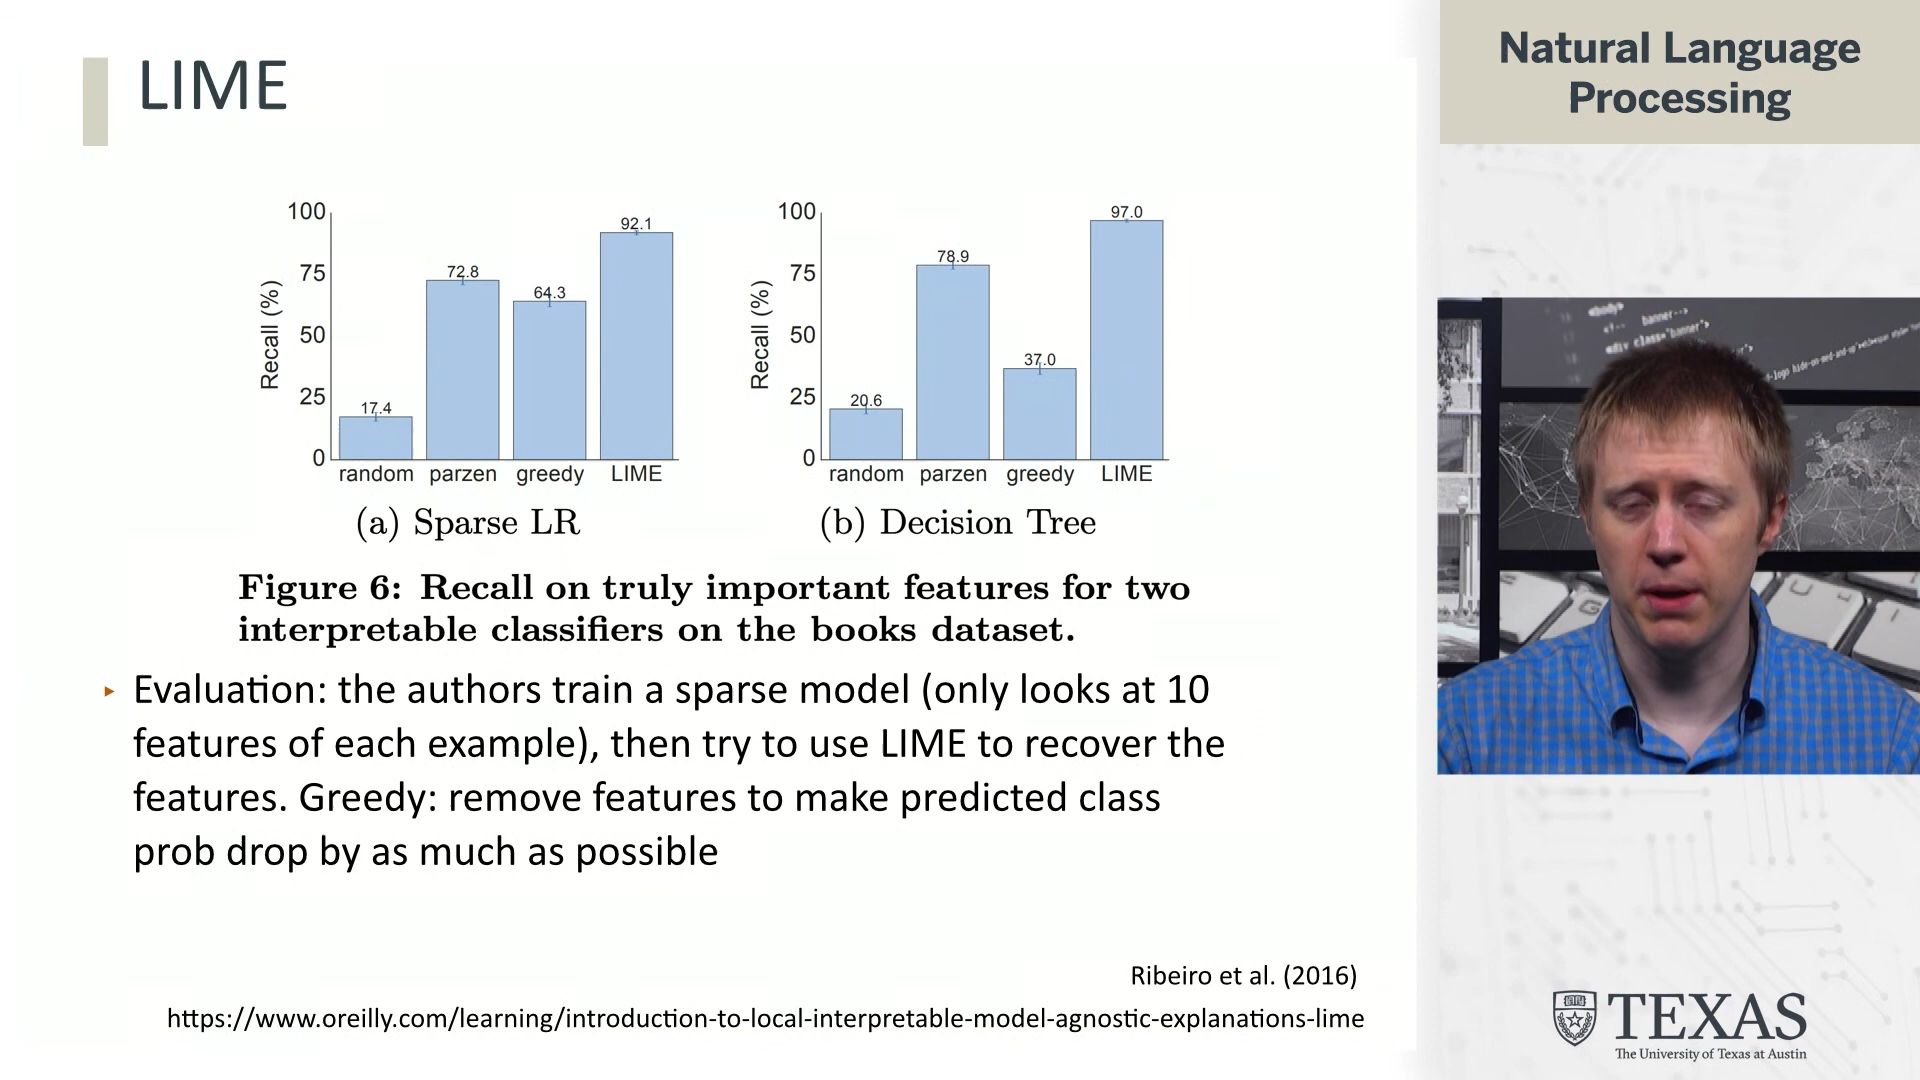 LIME
Natural Language
Processing
100
75
50
25
0
Recall (%)
17.4
72.8
64.3
92.1
random parzen greedy LIME
(a) Sparse LR
100
75
50
25
0
Recall (%)
20.6
78.9
37.0
97.0
random parzen greedy LIME
(b) Decision Tree
Figure 6: Recall on truly important features for two
interpretable classifiers on the books dataset.
▸ Evaluation: the authors train a sparse model (only looks at 10
features of each example), then try to use LIME to recover the
features. Greedy: remove features to make predicted class
prob drop by as much as possible
Ribeiro et al. (2016)
https://www.oreilly.com/learning/introduction-to-local-interpretable-model-agnostic-explanations-lime
<body>
banner-->
<div class="banner">
TEXAS
The University of Texas at Austin